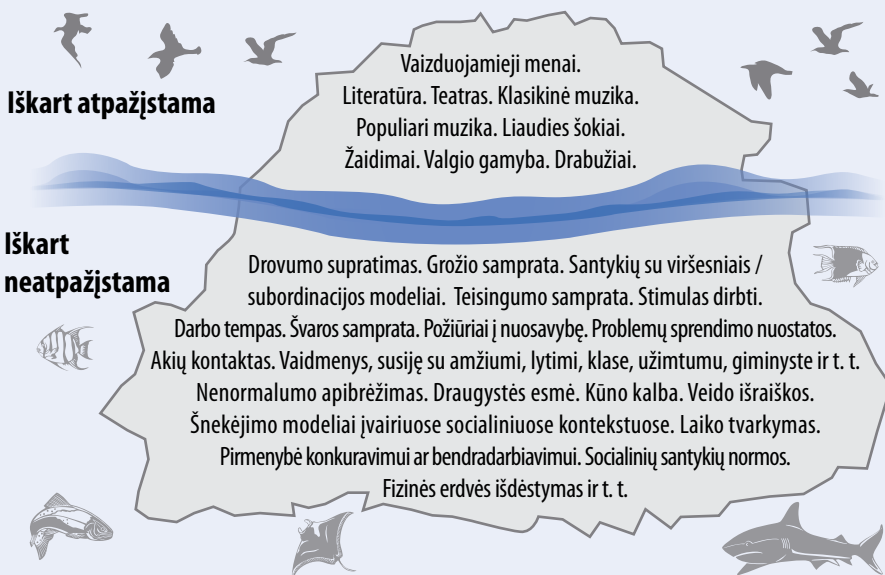 Vaizduojamieji menai.
Literatūra. Teatras. Klasikinė muzika.
Populiari muzika. Liaudies šokiai.
Žaidimai. Valgio gamyba. Drabužiai.
Iškart atpažįstama
Iškart
neatpažįstama
Drovumo supratimas. Grožio samprata. Santykių su viršesniais /
subordinacijos modeliai. Teisingumo samprata. Stimulas dirbti.
Darbo tempas. Švaros samprata. Požiūriai į nuosavybę. Problemų sprendimo nuostatos.
Akių kontaktas. Vaidmenys, susiję su amžiumi, lytimi, klase, užimtumu, giminyste ir t. t.
Nenormalumo apibrėžimas. Draugystės esmė. Kūno kalba. Veido išraiškos.
Šnekėjimo modeliai įvairiuose socialiniuose kontekstuose. Laiko tvarkymas.
Pirmenybė konkuravimui ar bendradarbiavimui. Socialinių santykių normos.
Fizinės erdvės išdėstymas ir t. t.